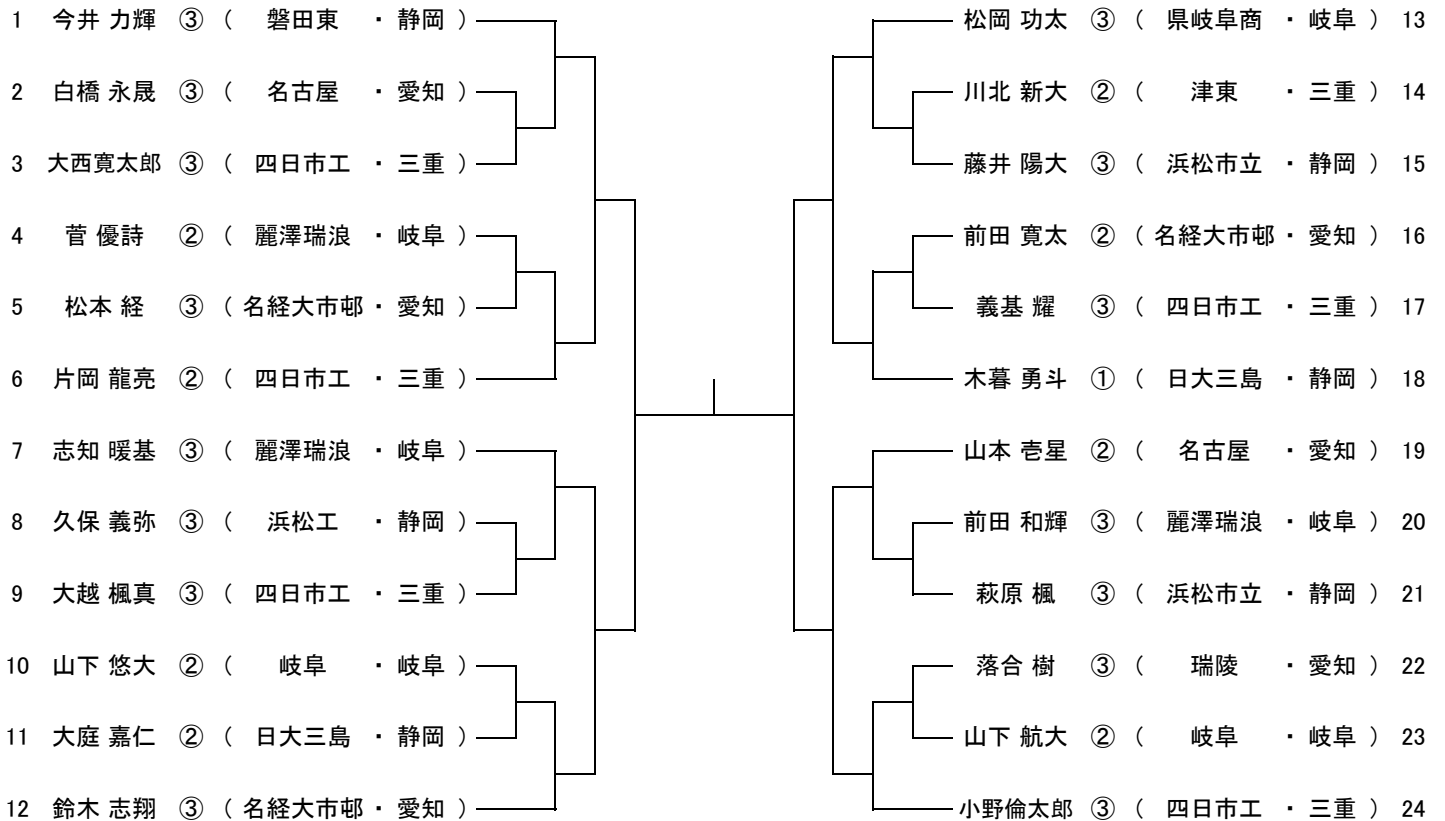 1 今井 力輝 ③ ( 磐田東 ・ 静岡 )
2 白橋 永晟 ③ ( 名古屋 ・ 愛知 )
3 大西寛太郎 ③ ( 四日市工 ・ 三重 )
4 菅 優詩 ② ( 麗澤瑞浪 ・ 岐阜 )
5 松本 経 ③ ( 名経大市邨 ・ 愛知 )
6 片岡 龍亮 ② ( 四日市工 ・ 三重 )
7 志知 暖基 ③ ( 麗澤瑞浪 ・ 岐阜 )
8 久保 義弥 ③ ( 浜松工 ・ 静岡 )
9 大越 楓真 ③ ( 四日市工 ・ 三重 )
10 山下 悠大 ② ( 岐阜 ・ 岐阜 )
11 大庭 嘉仁 ② ( 日大三島 ・ 静岡 )
12 鈴木 志翔 ③ ( 名経大市邨 ・ 愛知 )
松岡 功太 ③ ( 県岐阜商 ・ 岐阜 ) 13
川北 新大 ② ( 津東 ・ 三重 ) 14
藤井 陽大 ③ ( 浜松市立 ・ 静岡 ) 15
前田 寛太 ② ( 名経大市邨 ・ 愛知 ) 16
義基 耀 ③ ( 四日市工 ・ 三重 ) 17
木暮 勇斗 ① ( 日大三島 ・ 静岡 ) 18
山本 壱星 ② ( 名古屋 ・ 愛知 ) 19
前田 和輝 ③ ( 麗澤瑞浪 ・ 岐阜 ) 20
萩原 楓 ③ ( 浜松市立 ・ 静岡 ) 21
落合 樹 ③ ( 瑞陵 ・ 愛知 ) 22
山下 航大 ② ( 岐阜 ・ 岐阜 ) 23
小野倫太郎 ③ ( 四日市工 ・ 三重 ) 24